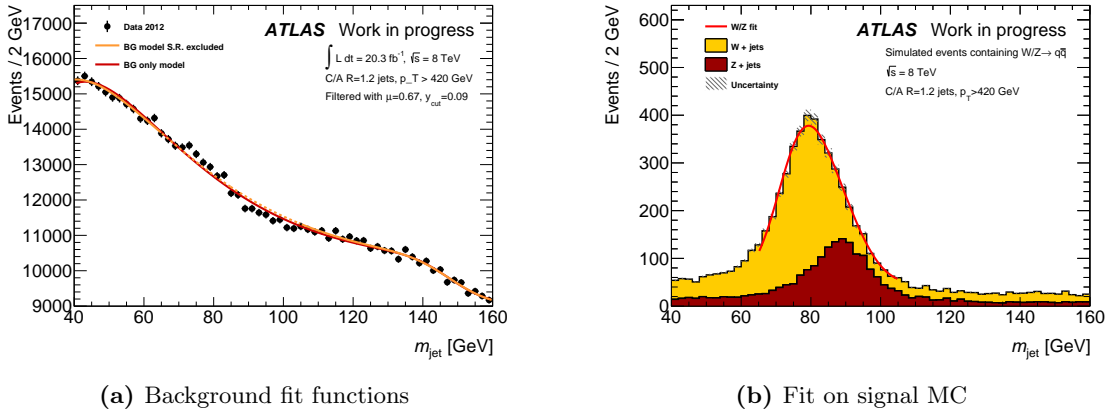 Events / 2 GeV
15000
14000
13000
12000
11000
10000
9000
40
60
80
100
120
140
160
m_jet [GeV]
Data 2012
BG model S.R. excluded
BG only model
ATLAS Work in progress
∫ L dt = 20.3 fb⁻¹, √s = 8 TeV
C/A R=1.2 jets, p_T > 420 GeV
Filtered with μ=0.67, y_cut=0.09
(a) Background fit functions
Events / 2 GeV
600
500
400
300
200
100
0
40
60
80
100
120
140
160
m_jet [GeV]
W/Z fit
W + jets
Z + jets
Uncertainty
ATLAS Work in progress
Simulated events containing W/Z→ qq̄
√s = 8 TeV
C/A R=1.2 jets, p_T>420 GeV
(b) Fit on signal MC